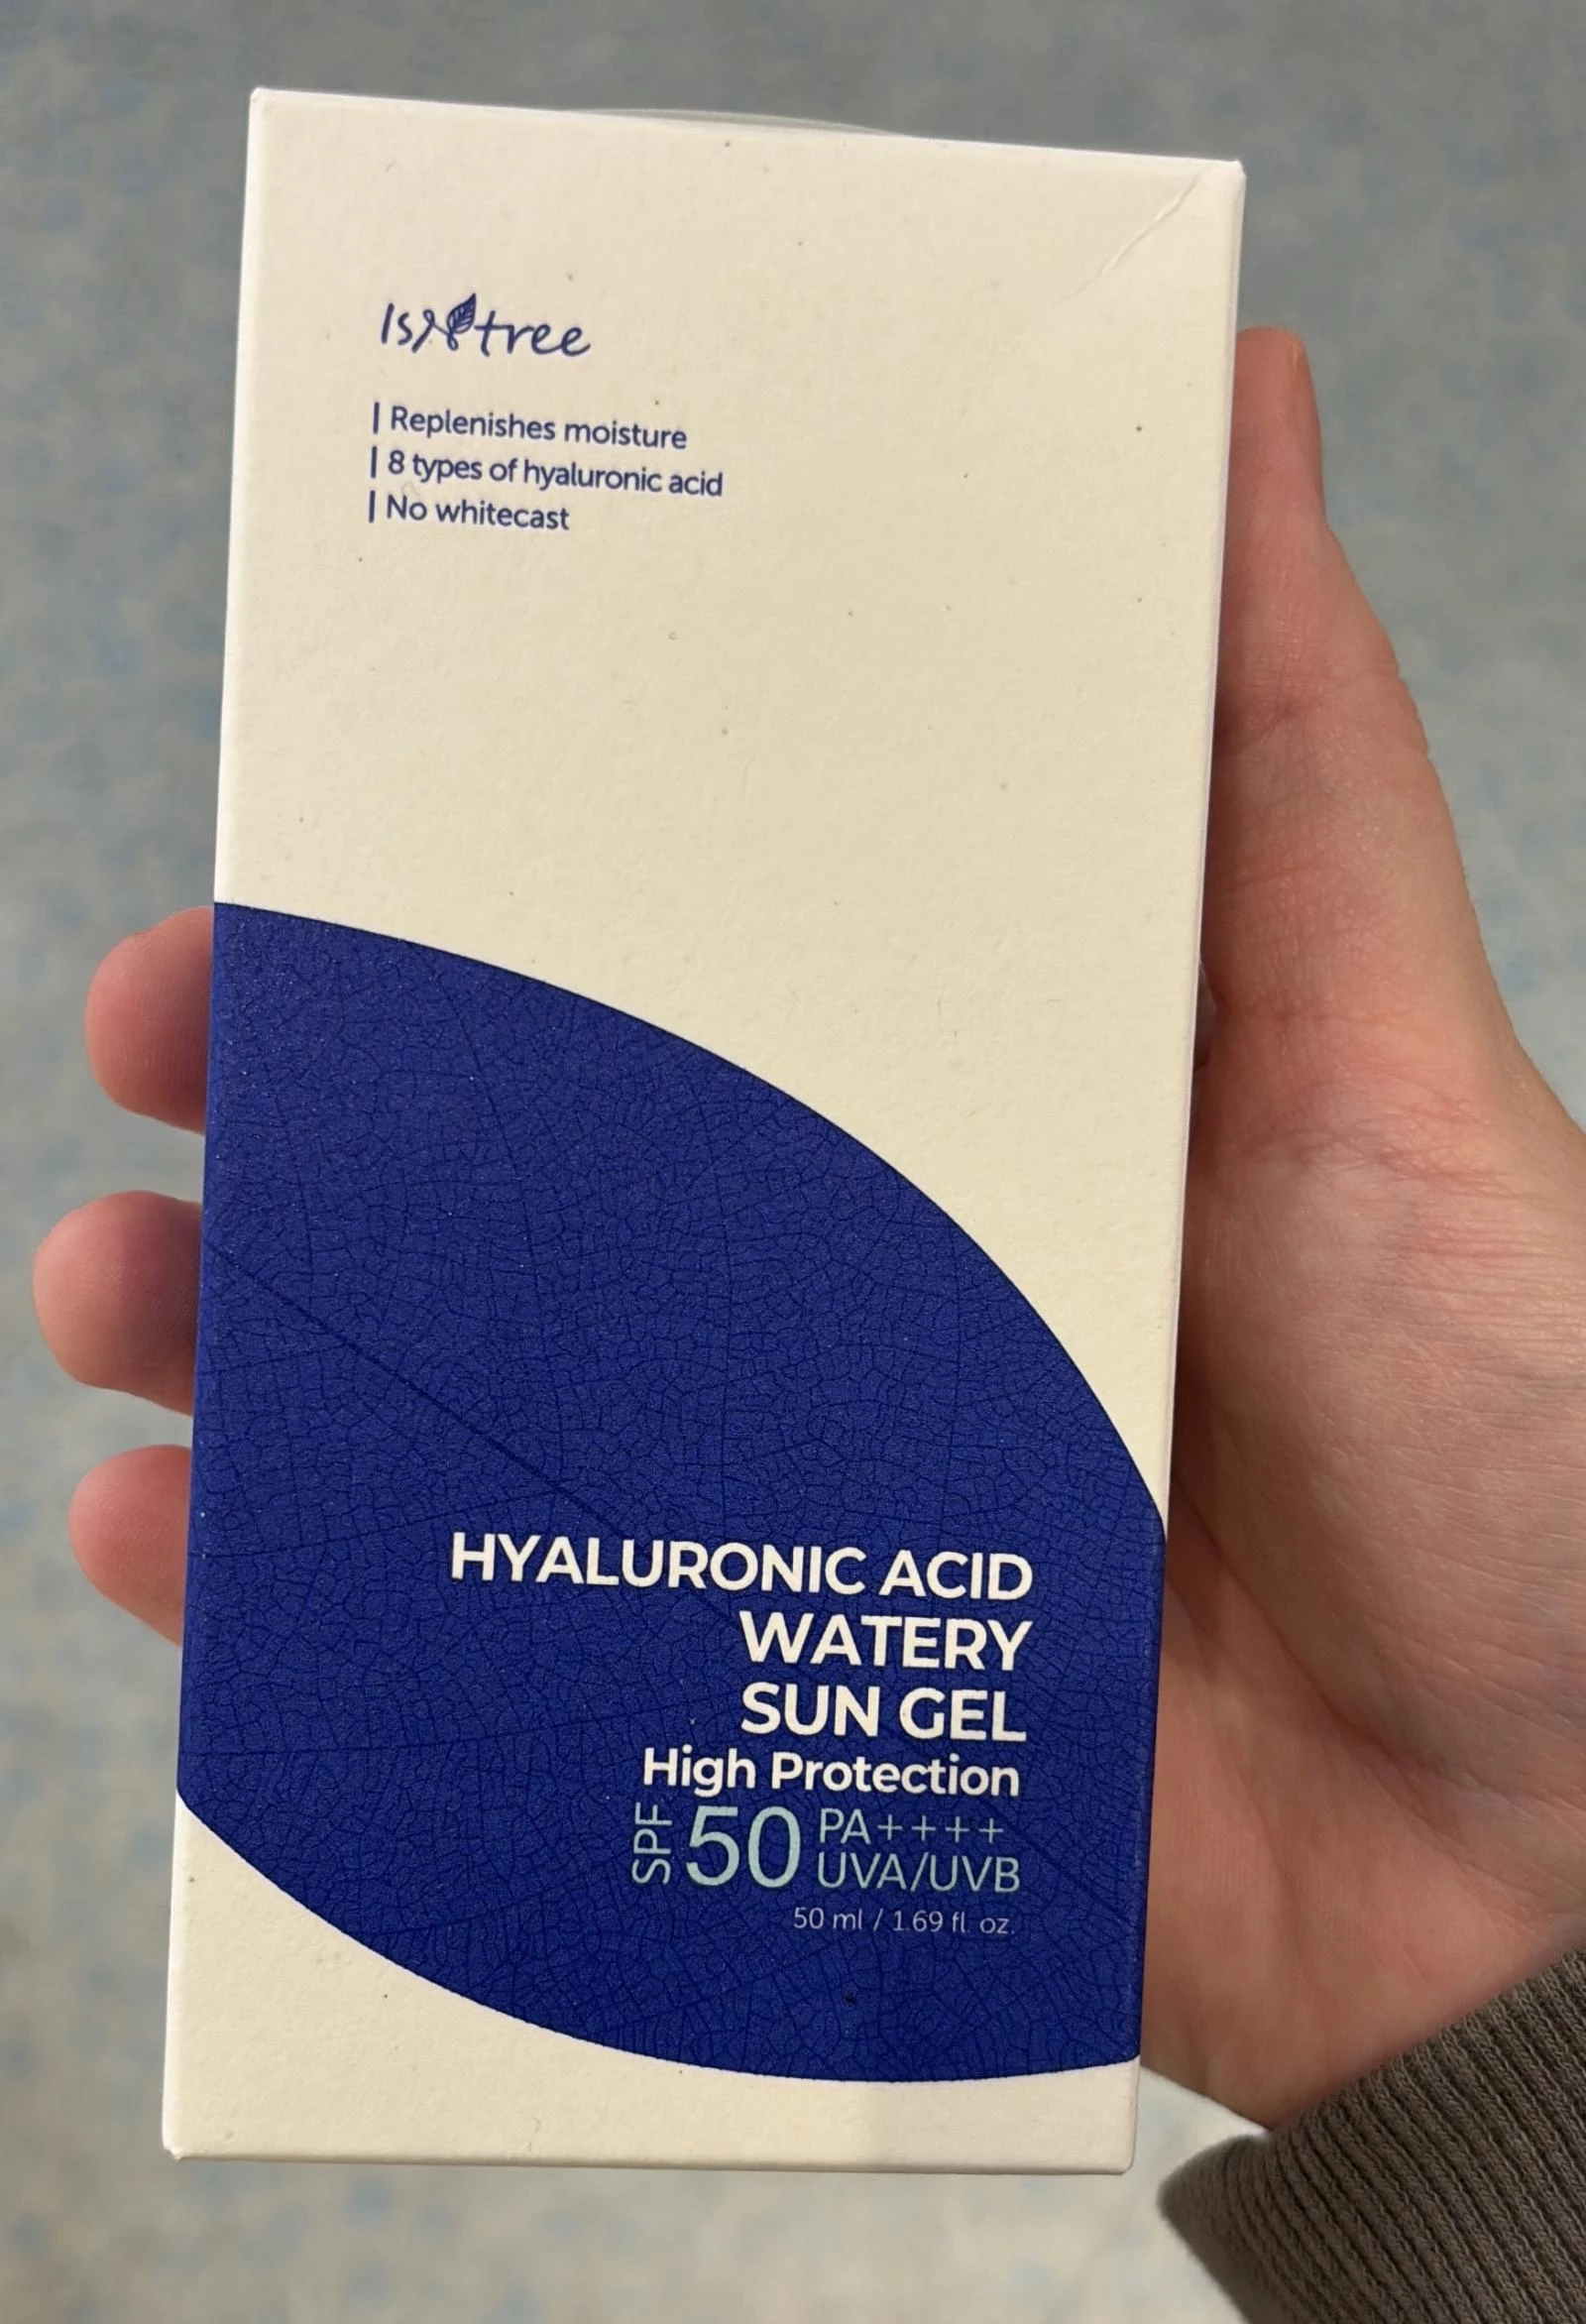 Isntree
| Replenishes moisture
| 8 types of hyaluronic acid
| No whitecast
HYALURONIC ACID
WATERY
SUN GEL
High Protection
SPF 50 PA++++
UVA/UVB
50 ml / 1.69 fl. oz.